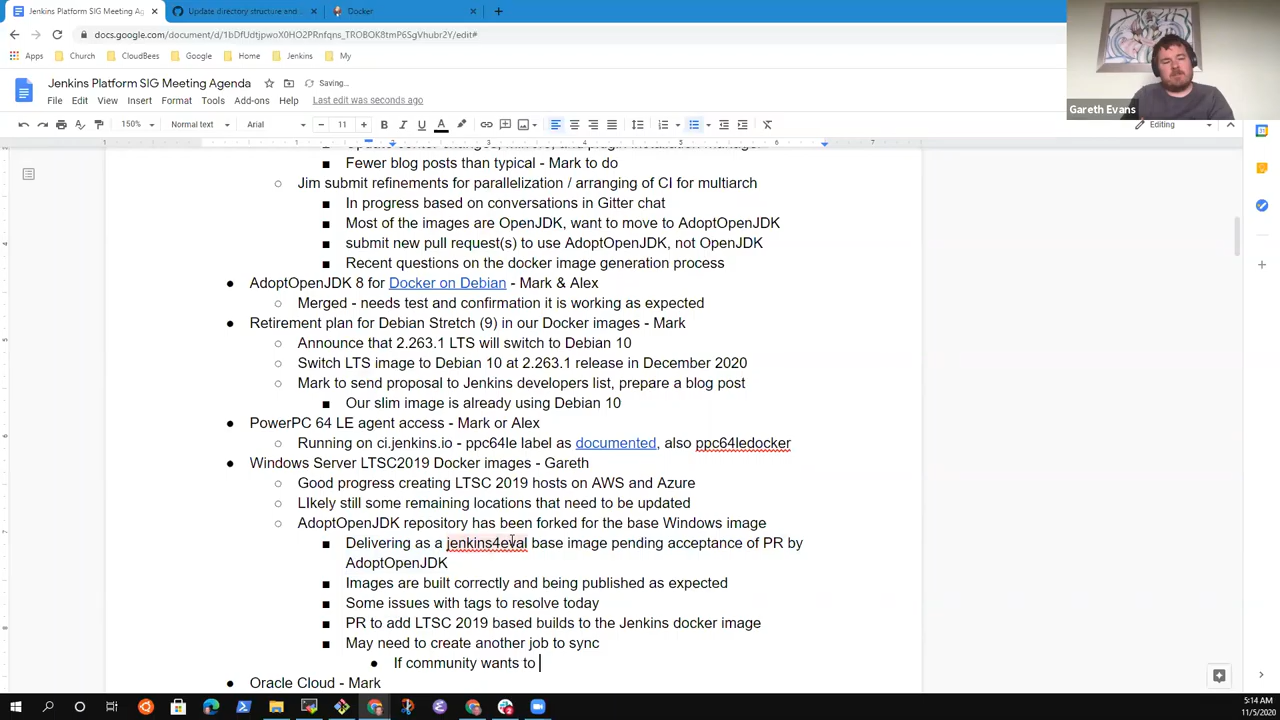 Jenkins Platform SIG Meeting Ag
Update directory structure and
Docker
docs.google.com/document/d/1bDfUdtjpwoX0HO2PRnfqns_TROBOK8tmP6SgVhubr2Y/edit#
Apps Church CloudBees Google Home Jenkins My
Jenkins Platform SIG Meeting Agenda Saving...
File Edit View Insert Format Tools Add-ons Help Last edit was seconds ago
150% Normal text Arial 11 Editing
Gareth Evans
3 4 5 6 7
Fewer blog posts than typical - Mark to do
Jim submit refinements for parallelization / arranging of CI for multiarch
In progress based on conversations in Gitter chat
Most of the images are OpenJDK, want to move to AdoptOpenJDK
submit new pull request(s) to use AdoptOpenJDK, not OpenJDK
Recent questions on the docker image generation process
AdoptOpenJDK 8 for Docker on Debian - Mark & Alex
Merged - needs test and confirmation it is working as expected
Retirement plan for Debian Stretch (9) in our Docker images - Mark
Announce that 2.263.1 LTS will switch to Debian 10
Switch LTS image to Debian 10 at 2.263.1 release in December 2020
Mark to send proposal to Jenkins developers list, prepare a blog post
Our slim image is already using Debian 10
PowerPC 64 LE agent access - Mark or Alex
Running on ci.jenkins.io - ppc64le label as documented, also ppc64ledocker
Windows Server LTSC2019 Docker images - Gareth
Good progress creating LTSC 2019 hosts on AWS and Azure
LIkely still some remaining locations that need to be updated
AdoptOpenJDK repository has been forked for the base Windows image
Delivering as a jenkins4eval base image pending acceptance of PR by
AdoptOpenJDK
Images are built correctly and being published as expected
Some issues with tags to resolve today
PR to add LTSC 2019 based builds to the Jenkins docker image
May need to create another job to sync
If community wants to
Oracle Cloud - Mark
5:14 AM
11/5/2020